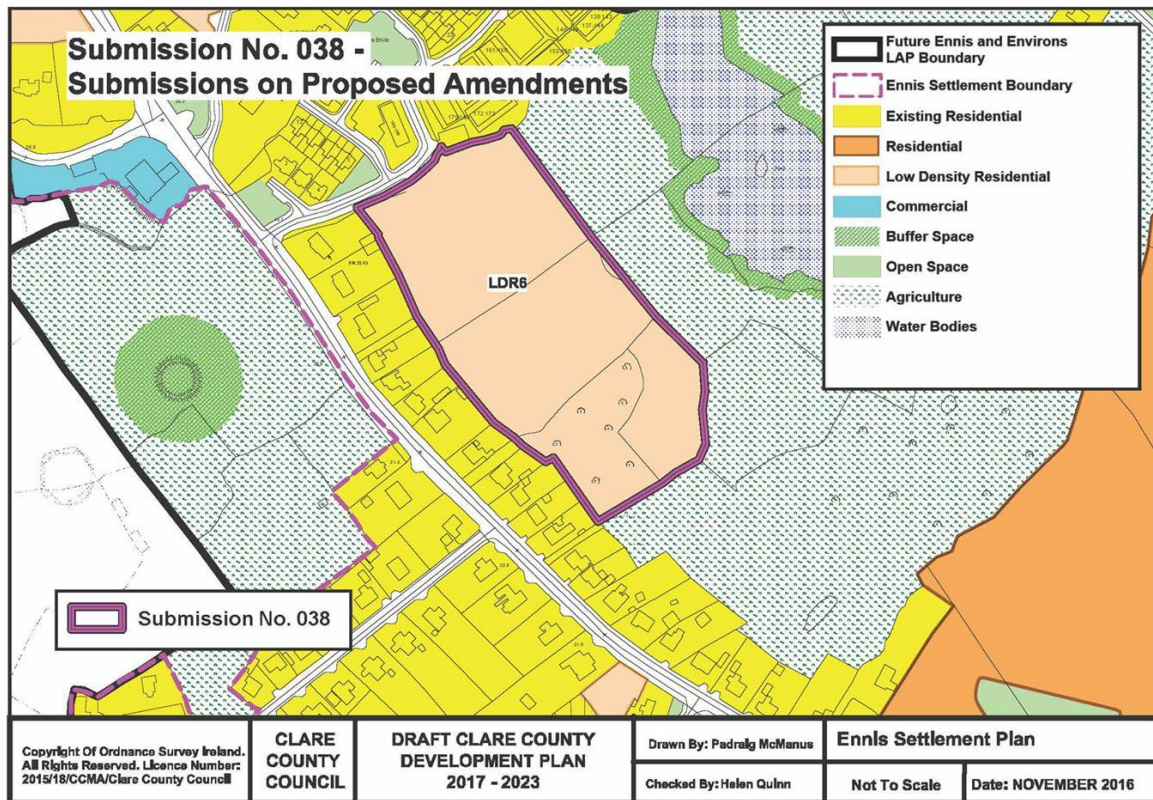 Submission No. 038 -
Submissions on Proposed Amendments
Future Ennis and Environs
LAP Boundary
Ennis Settlement Boundary
Existing Residential
Residential
Low Density Residential
Commercial
Buffer Space
Open Space
Agriculture
Water Bodies
LDR6
Submission No. 038
Copyright Of Ordnance Survey Ireland.
All Rights Reserved. Licence Number:
2015/18/CCMA/Clare County Council
CLARE
COUNTY
COUNCIL
DRAFT CLARE COUNTY
DEVELOPMENT PLAN
2017 - 2023
Drawn By: Padraig McManus
Checked By: Helen Quinn
Ennis Settlement Plan
Not To Scale
Date: NOVEMBER 2016